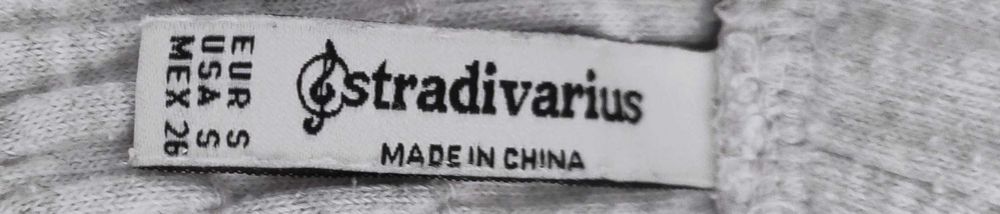 EUR S
USA S
MEX 26
stradivarius
MADE IN CHINA